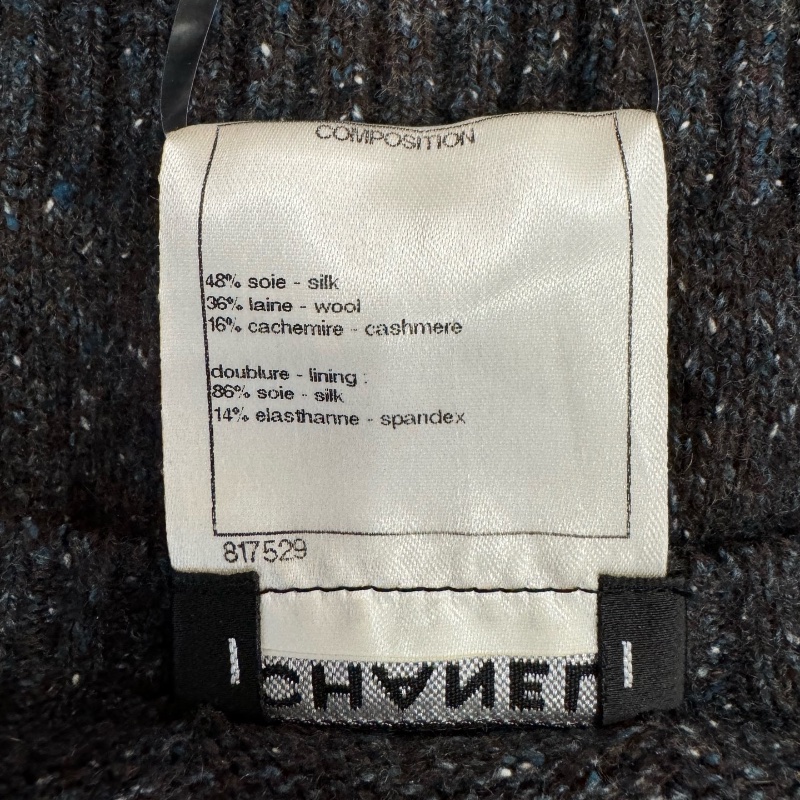 COMPOSITION
48% soie - silk
36% laine - wool
16% cachemire - cashmere
doublure - lining :
86% soie - silk
14% elasthanne - spandex
817529
CHANEL